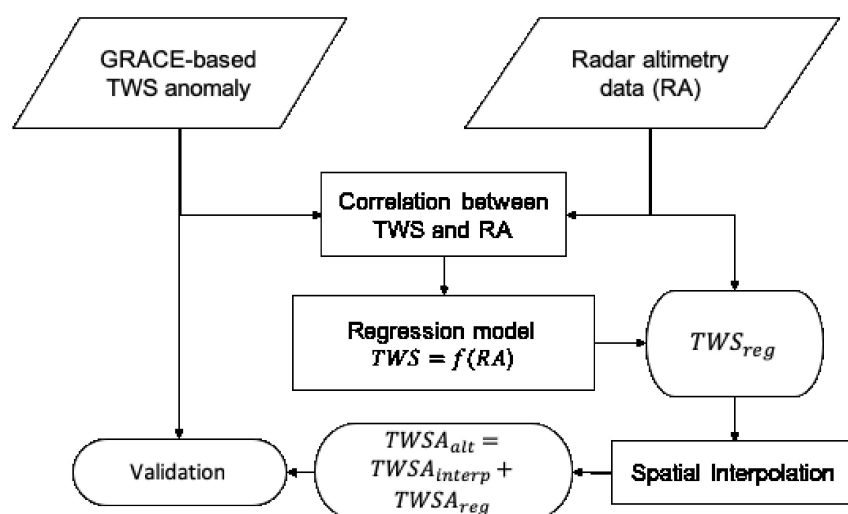 GRACE-based
TWS anomaly
Radar altimetry
data (RA)
Correlation between
TWS and RA
Regression model
TWS = f(RA)
TWS_reg
TWSA_alt =
TWSA_interp +
TWSA_reg
Validation
Spatial Interpolation